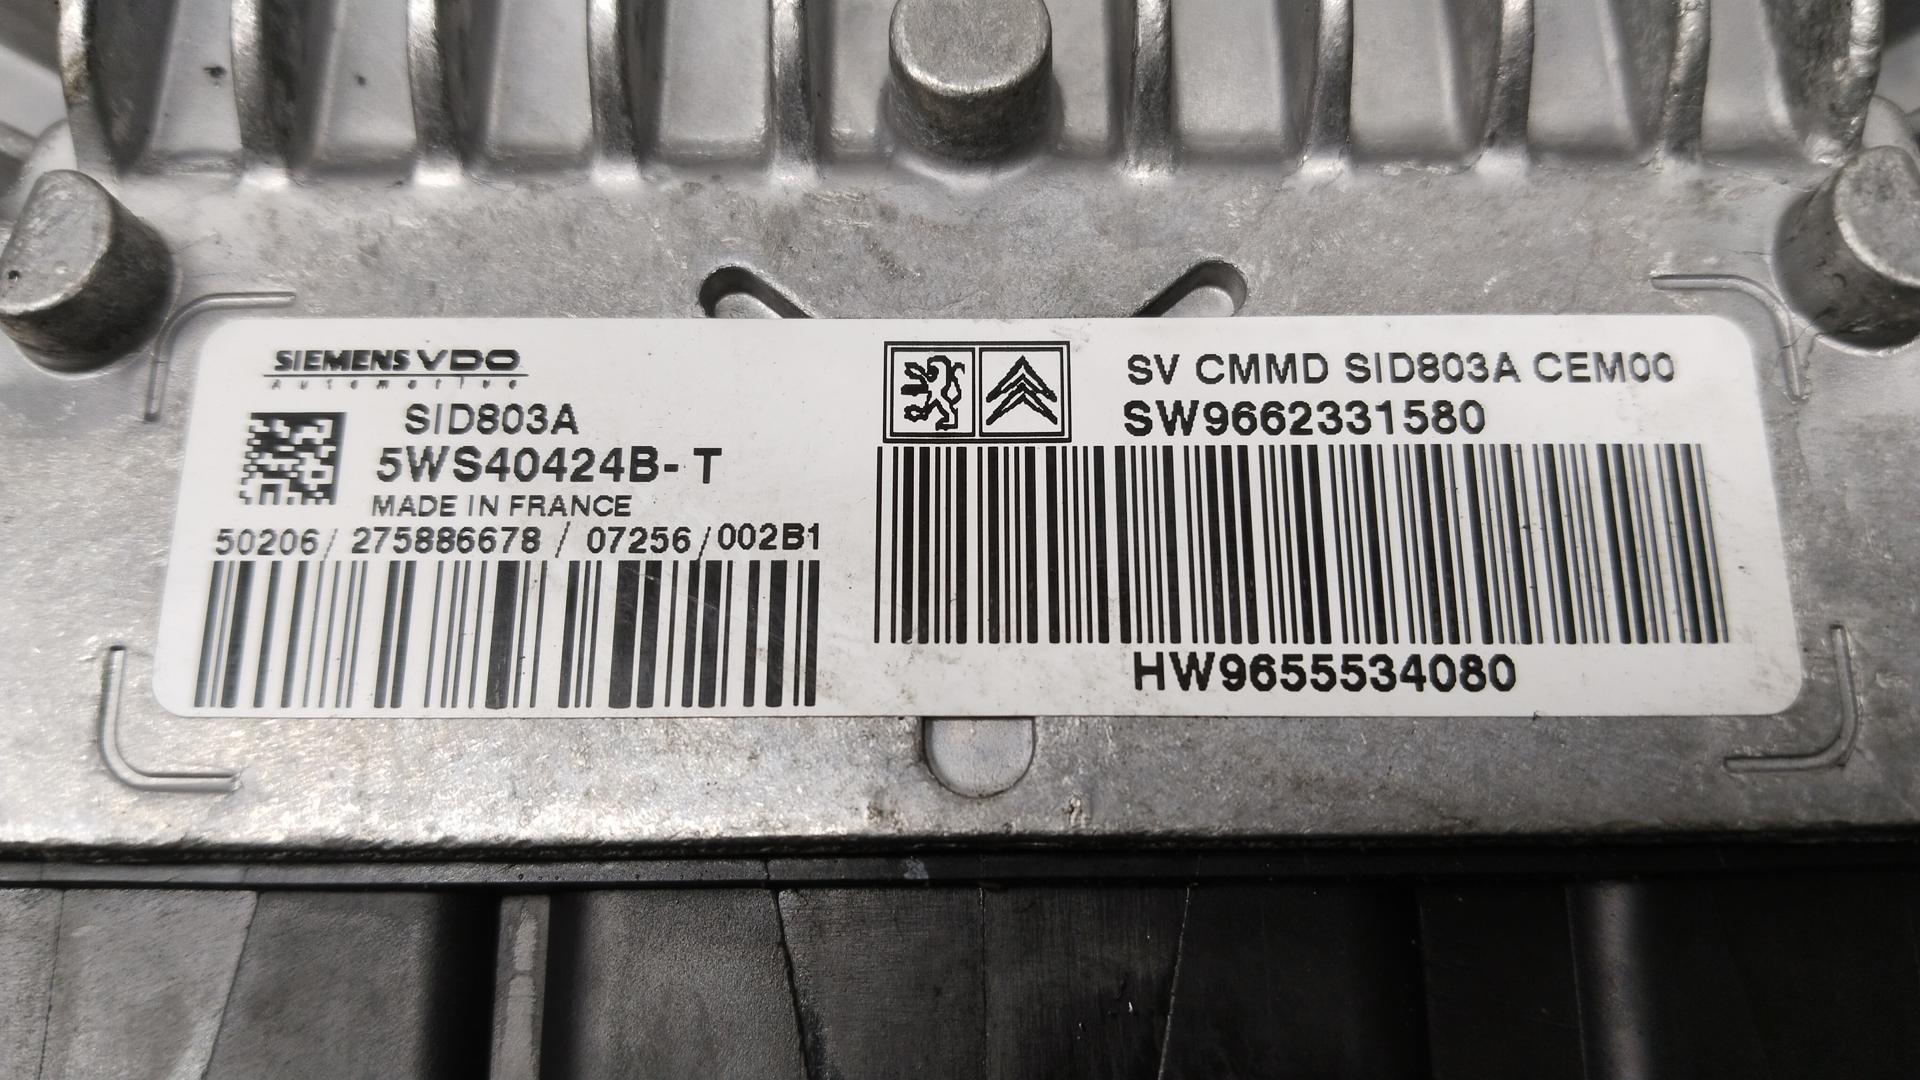 SIEMENS VDO
Automotive
SID803A
5WS40424B-T
MADE IN FRANCE
50206/275886678/07256/002B1
SV CMMD SID803A CEM00
SW9662331580
HW9655534080